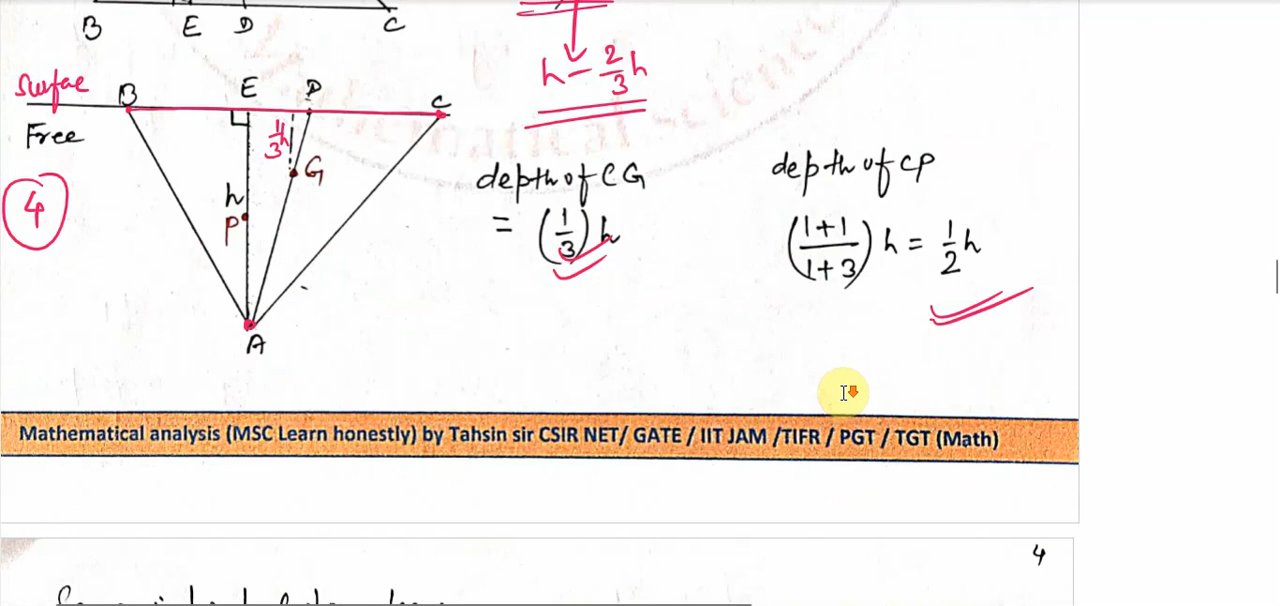 B E D C
h - 2/3 h
Surfae
B E D C
Free
1/3 h
G
4
h
P
A
depth of CG
= (1/3) h
depth of CP
(1+1/1+3) h = 1/2 h
Mathematical analysis (MSC Learn honestly) by Tahsin sir CSIR NET/ GATE / IIT JAM /TIFR / PGT / TGT (Math)
4